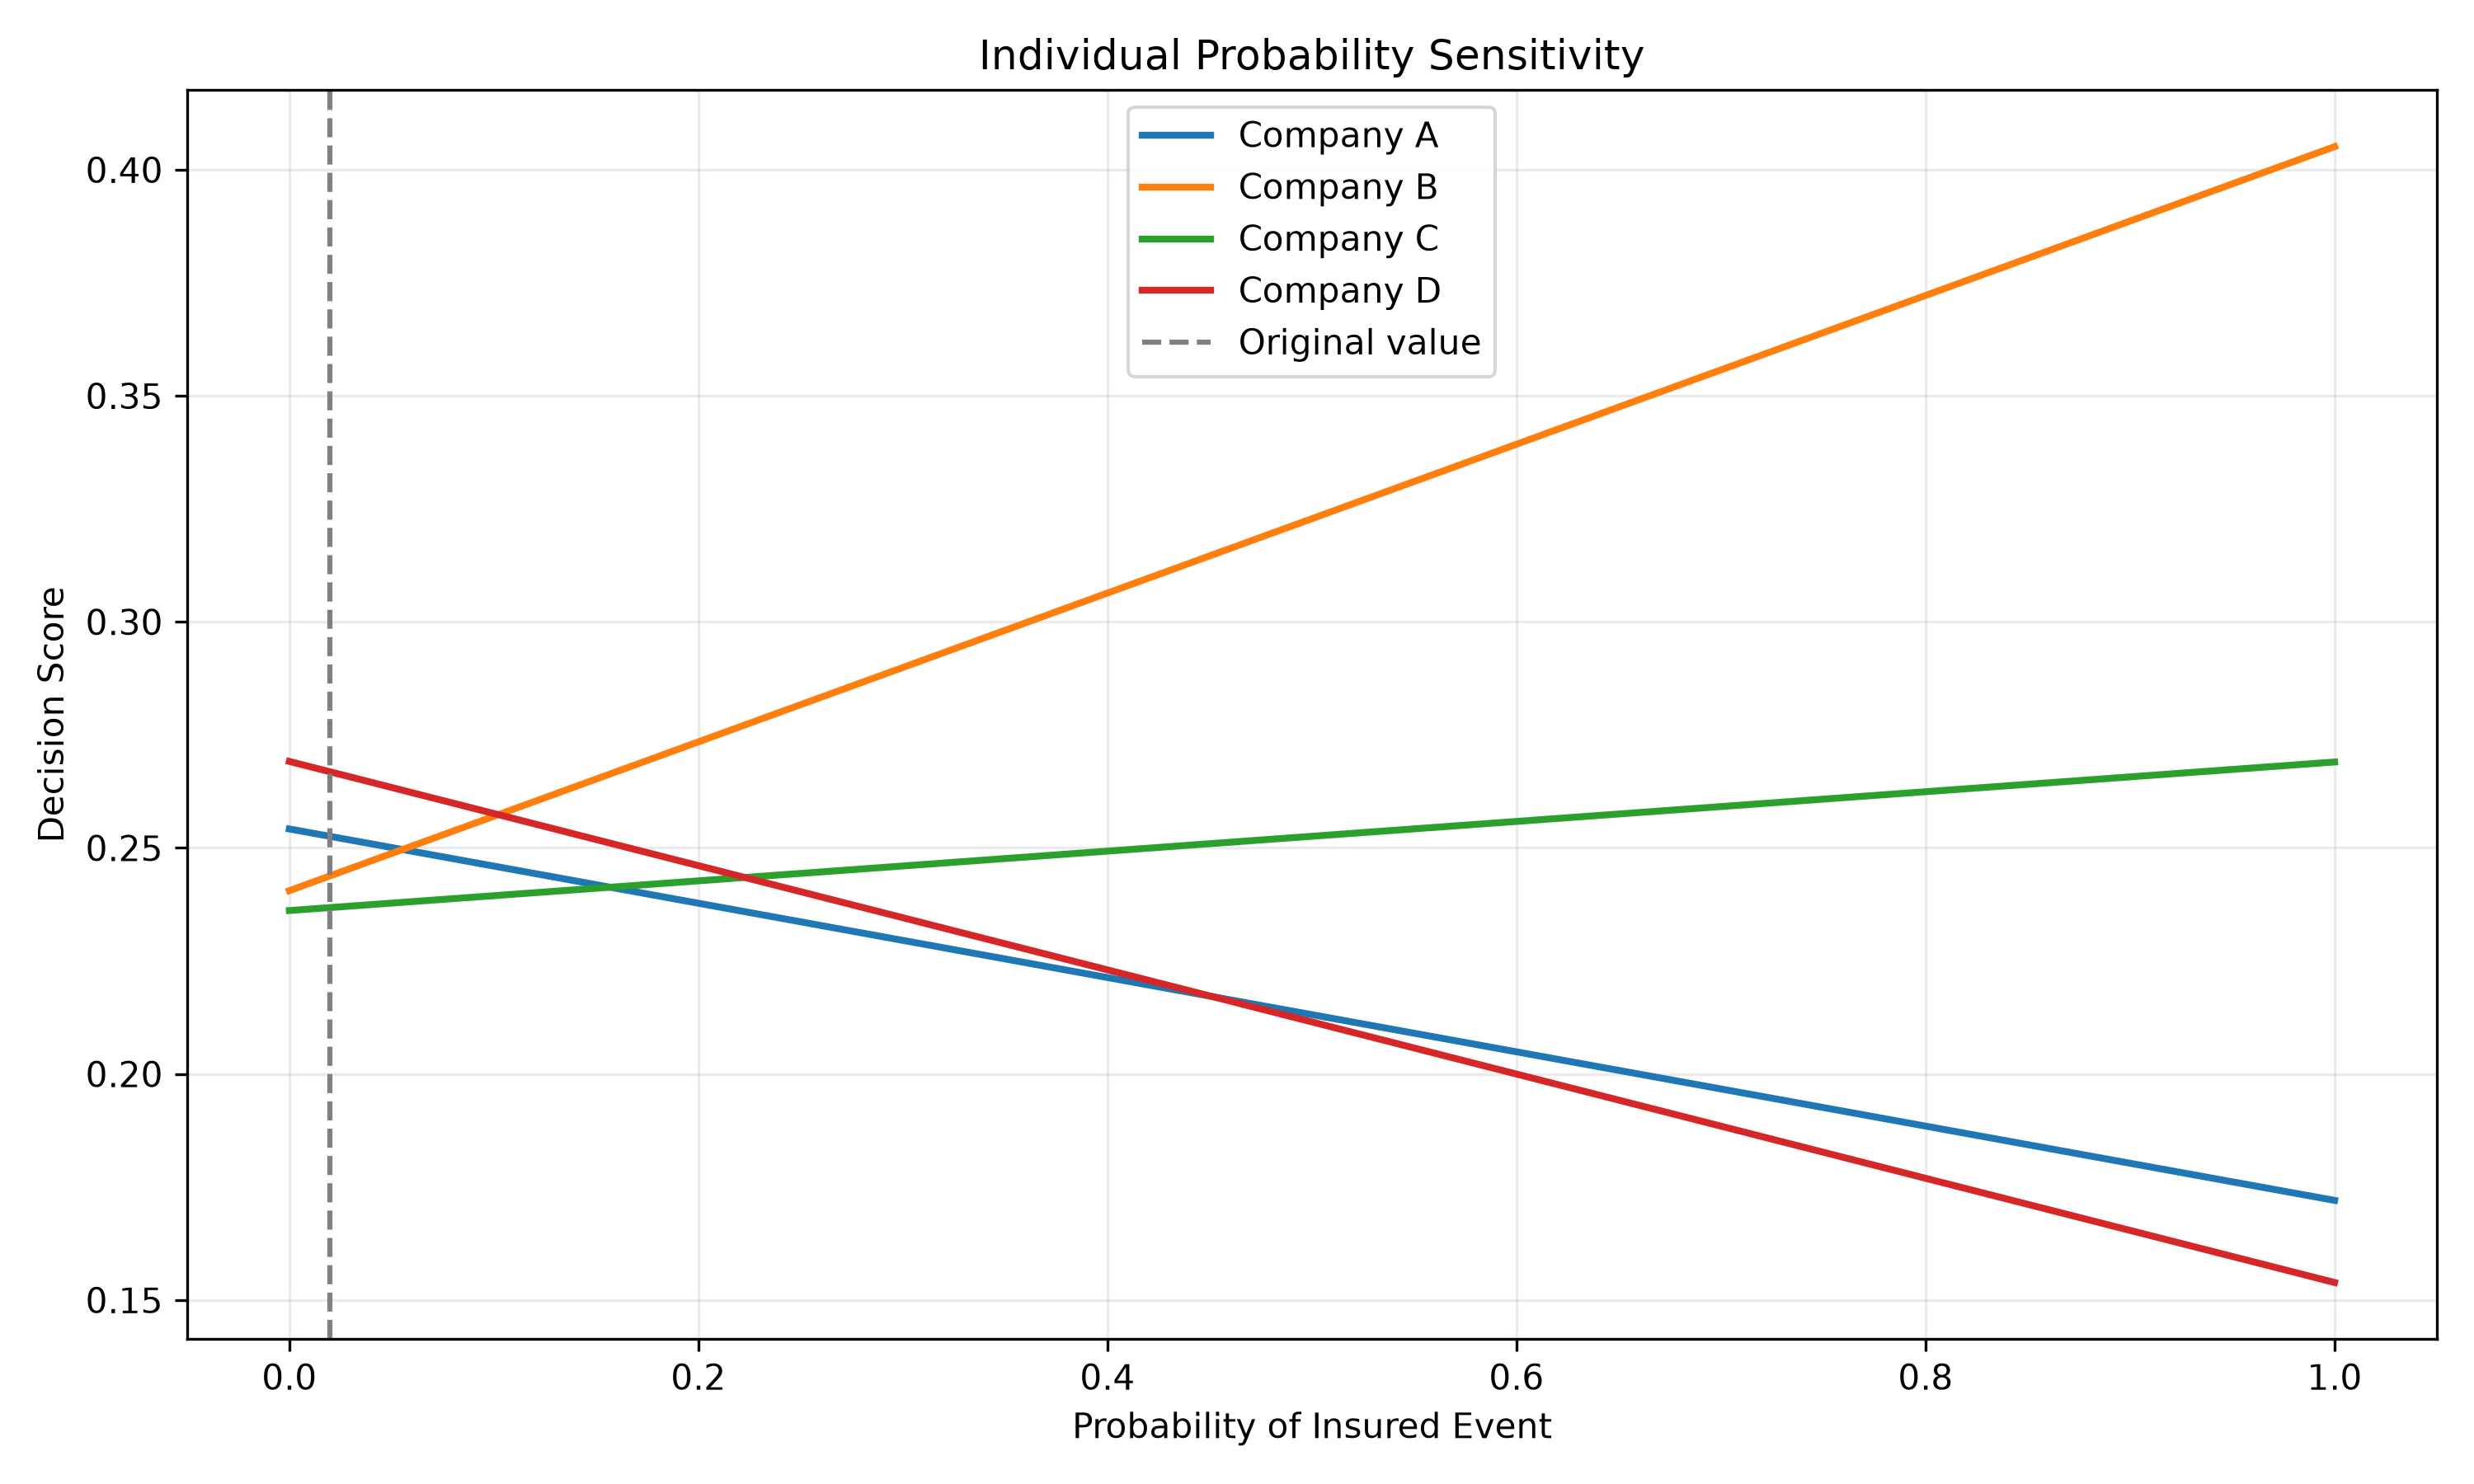 Individual Probability Sensitivity
Company A
Company B
Company C
Company D
Original value
Decision Score
0.40
0.35
0.30
0.25
0.20
0.15
0.0 0.2 0.4 0.6 0.8 1.0
Probability of Insured Event